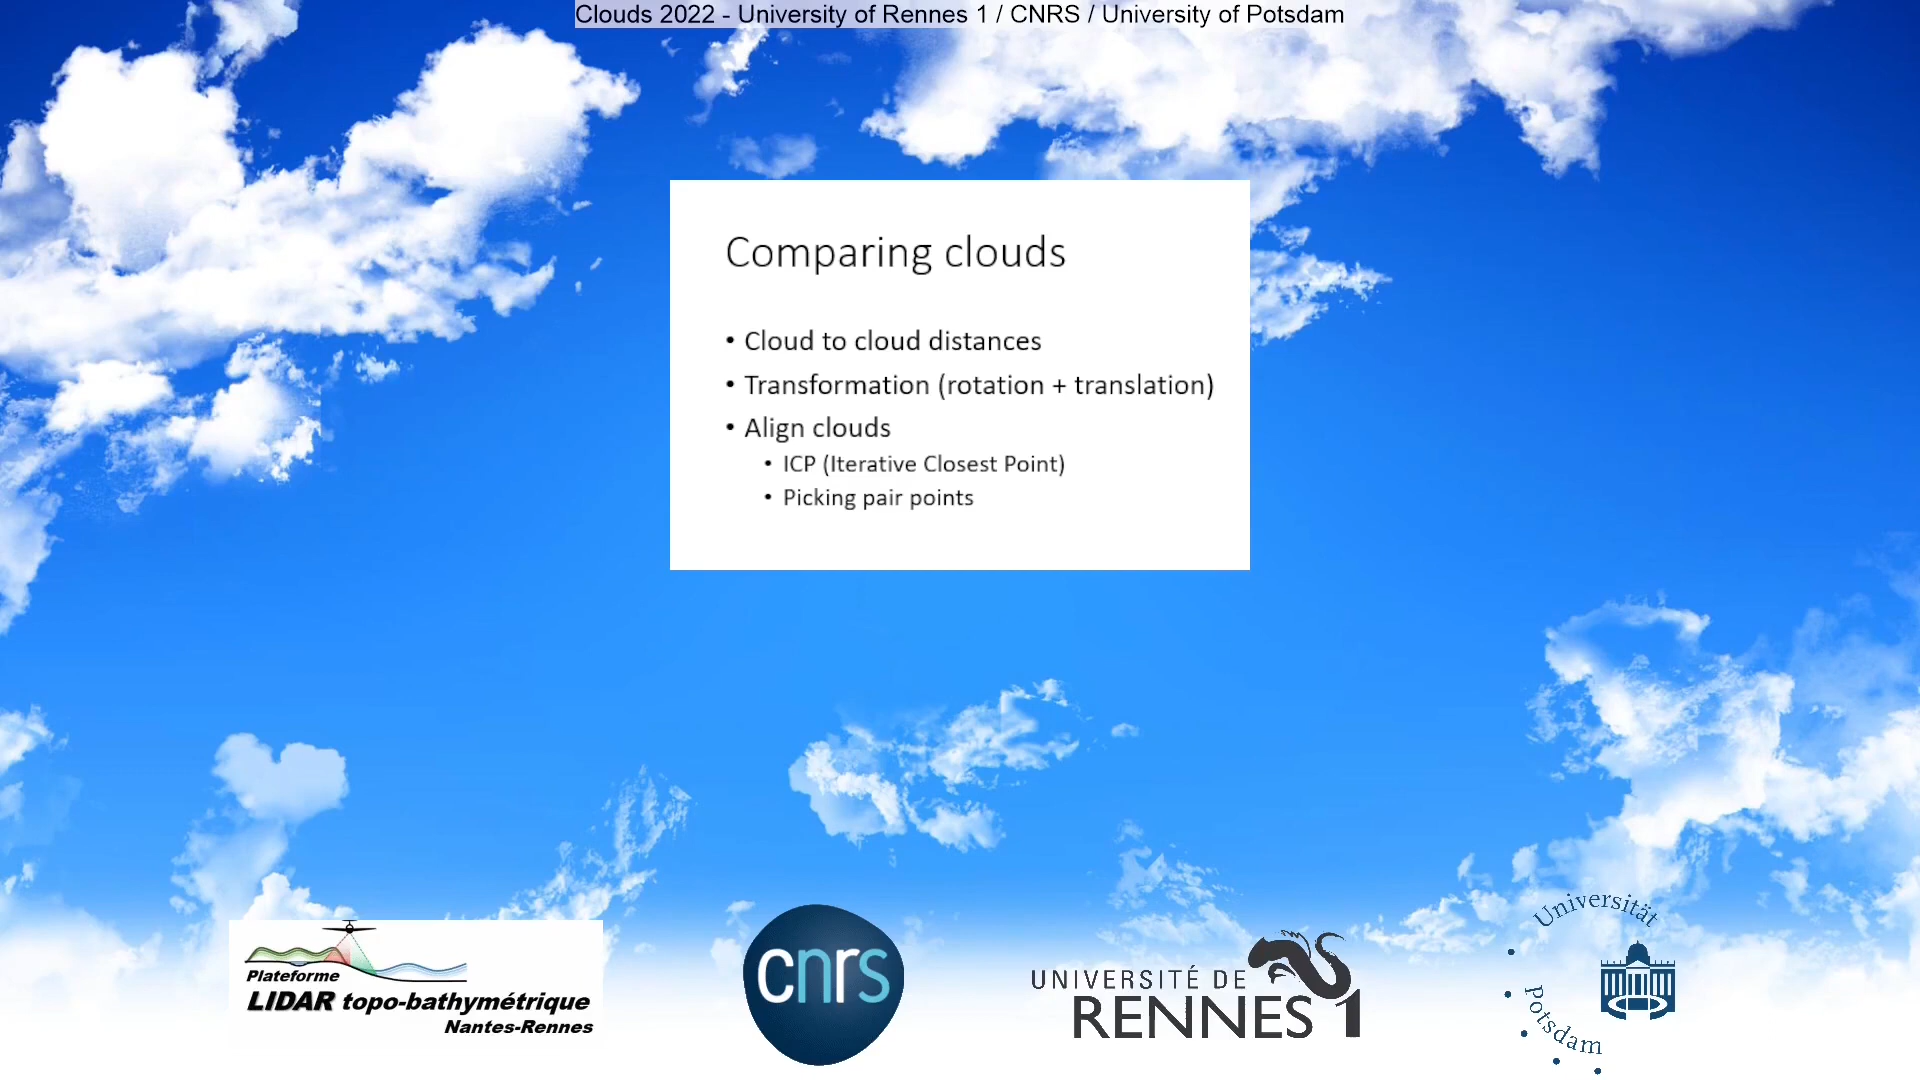 Clouds 2022 - University of Rennes 1 / CNRS / University of Potsdam
Comparing clouds
• Cloud to cloud distances
• Transformation (rotation + translation)
• Align clouds
• ICP (Iterative Closest Point)
• Picking pair points
Plateforme
LIDAR topo-bathymétrique
Nantes-Rennes
cnrs
UNIVERSITÉ DE
RENNES 1
Universität
Potsdam